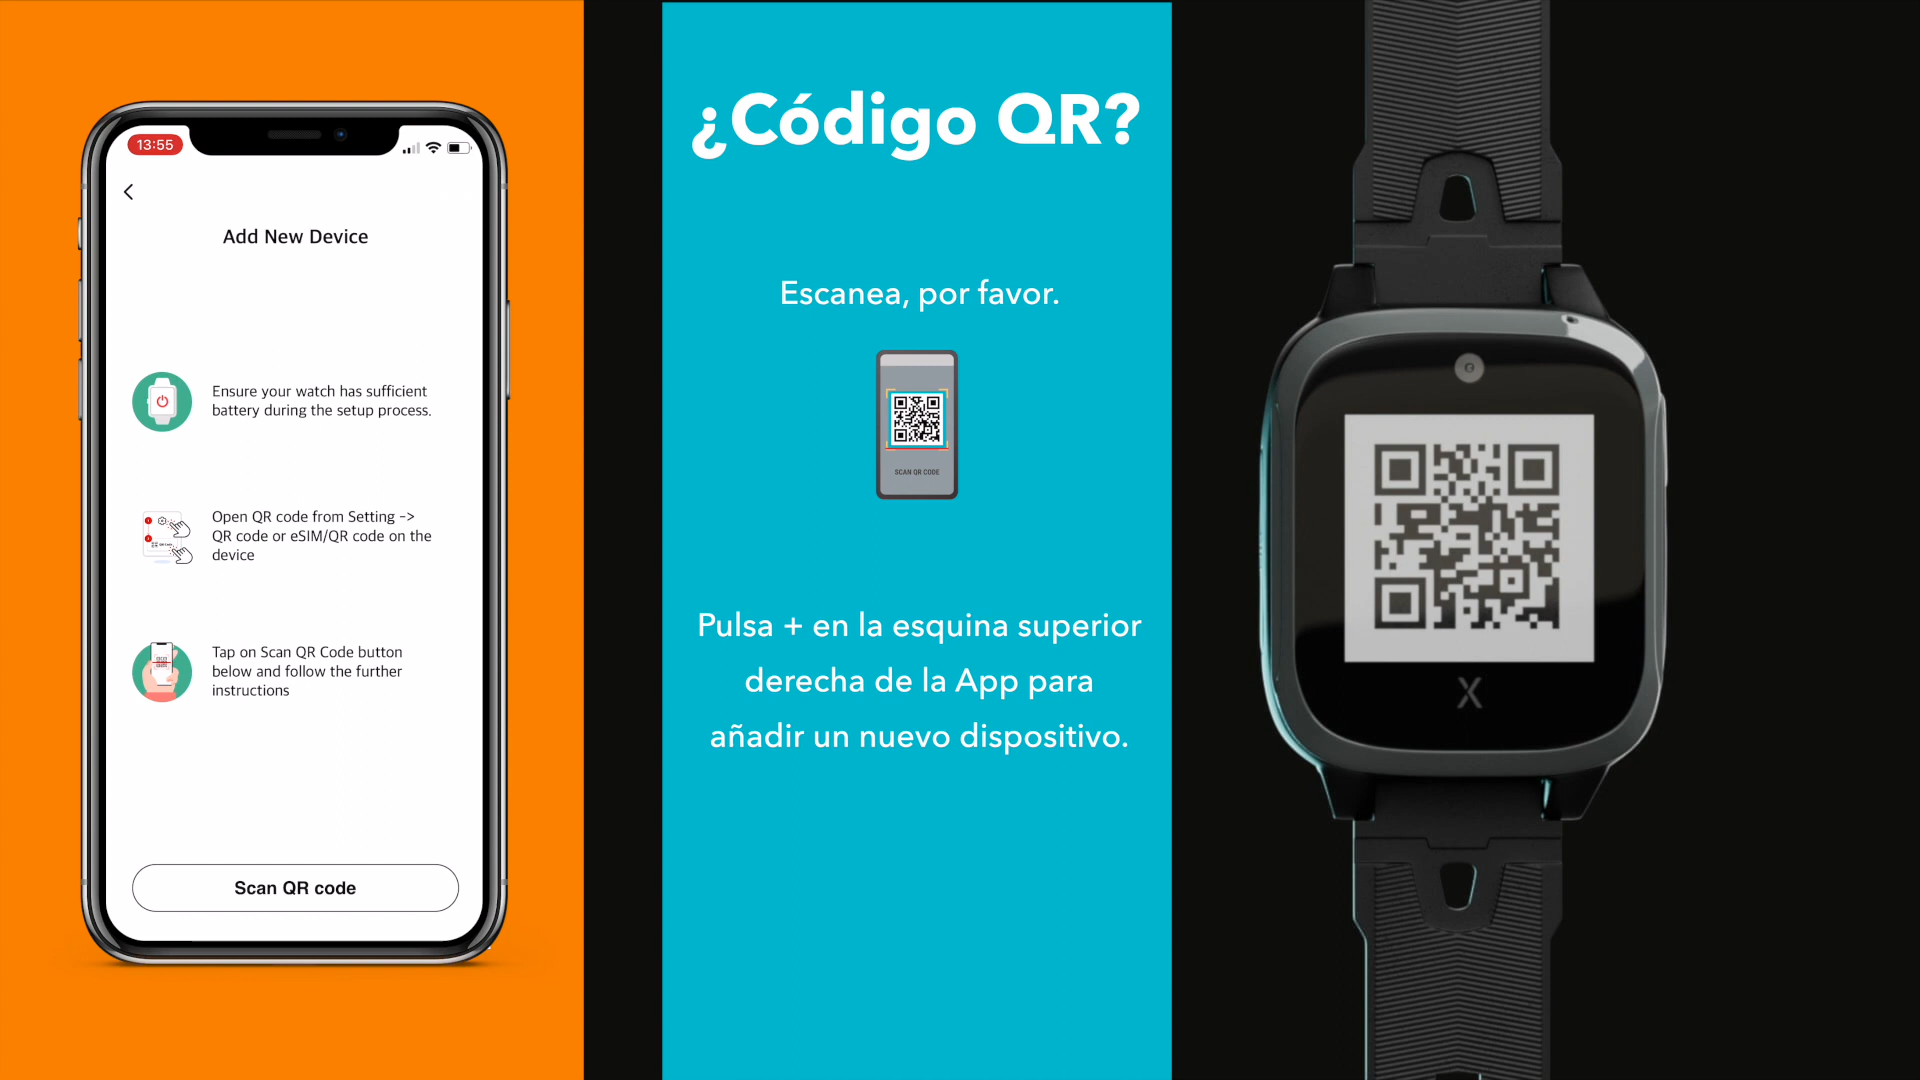 13:55
Add New Device
Ensure your watch has sufficient
battery during the setup process.
Open QR code from Setting ->
QR code or eSIM/QR code on the
device
Tap on Scan QR Code button
below and follow the further
instructions
Scan QR code
¿Código QR?
Escanea, por favor.
SCAN QR CODE
Pulsa + en la esquina superior
derecha de la App para
añadir un nuevo dispositivo.
X